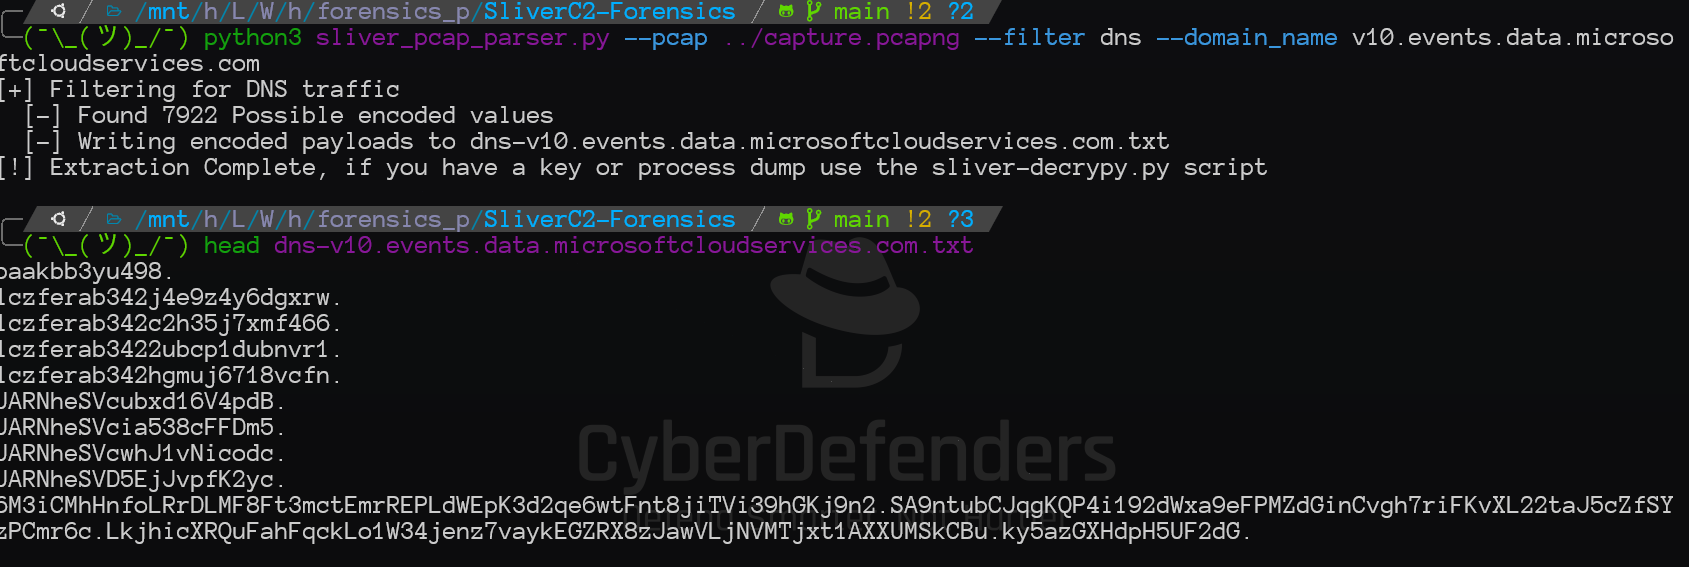 /mnt/h/L/W/h/forensics_p/SliverC2-Forensics main !2 ?2
(¯\_(ツ)_/¯) python3 sliver_pcap_parser.py --pcap ../capture.pcapng --filter dns --domain_name v10.events.data.microso
ftcloudservices.com
[+] Filtering for DNS traffic
[-] Found 7922 Possible encoded values
[-] Writing encoded payloads to dns-v10.events.data.microsoftcloudservices.com.txt
[!] Extraction Complete, if you have a key or process dump use the sliver-decrypy.py script
/mnt/h/L/W/h/forensics_p/SliverC2-Forensics main !2 ?3
(¯\_(ツ)_/¯) head dns-v10.events.data.microsoftcloudservices.com.txt
baakbb3yu498.
lczferab342j4e9z4y6dgxrw.
lczferab342c2h35j7xmf466.
lczferab3422ubcp1dubnvr1.
lczferab342hgmuj6718vcfn.
JARNheSVcubxd16V4pdB.
JARNheSVcia538cFFDm5.
JARNheSVcwhJ1vNicodc.
JARNheSVD5EjJvpfK2yc.
6M3iCMhHnfoLRrDLMF8Ft3mctEmrREPLdWEpK3d2qe6wtFnt8jiTVi39hGKj9n2.SA9ntubCJqgKQP4i192dWxa9eFPMZdGinCvgh7riFKvXL22taJ5cZfSY
zPCmr6c.LkjhicXRQuFahFqckLo1W34jenz7vaykEGZRX8zJawVLjNVMTjxt1AXXUMSkCBu.ky5azGXHdpH5UF2dG.
CyberDefenders